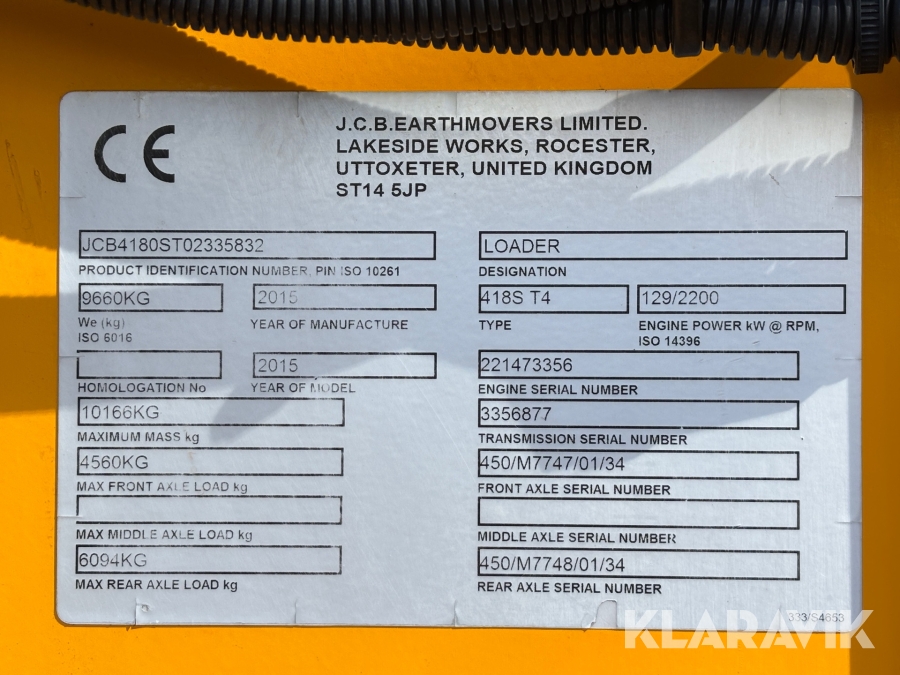 CE
J.C.B.EARTHMOVERS LIMITED.
LAKESIDE WORKS, ROCESTER,
UTTOXETER, UNITED KINGDOM
ST14 5JP
JCB4180ST02335832
PRODUCT IDENTIFICATION NUMBER, PIN ISO 10261
9660KG
We (kg)
ISO 6016
2015
YEAR OF MANUFACTURE
HOMOLOGATION No
2015
YEAR OF MODEL
10166KG
MAXIMUM MASS kg
4560KG
MAX FRONT AXLE LOAD kg
MAX MIDDLE AXLE LOAD kg
6094KG
MAX REAR AXLE LOAD kg
LOADER
DESIGNATION
418S T4
TYPE
129/2200
ENGINE POWER kW @ RPM,
ISO 14396
221473356
ENGINE SERIAL NUMBER
3356877
TRANSMISSION SERIAL NUMBER
450/M7747/01/34
FRONT AXLE SERIAL NUMBER
MIDDLE AXLE SERIAL NUMBER
450/M7748/01/34
REAR AXLE SERIAL NUMBER
333/S4853
KLARAVIK